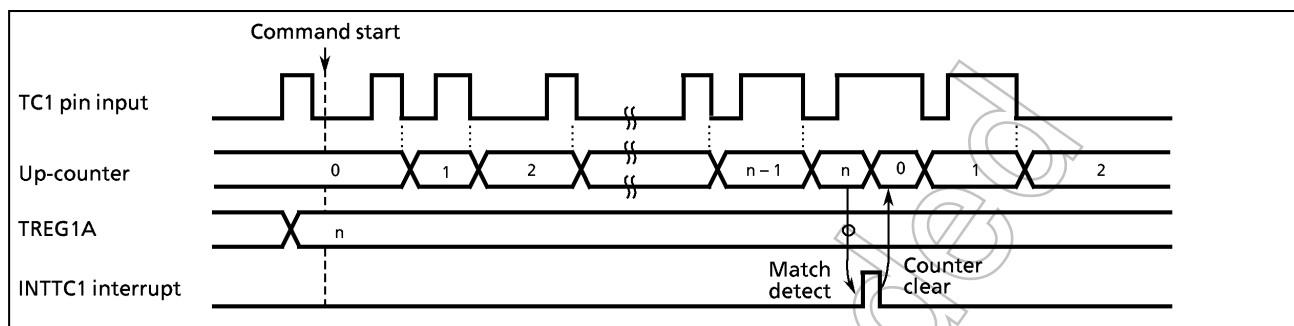 Command start
TC1 pin input
Up-counter
0
1
2
n – 1
n
0
1
2
TREG1A
n
INTTC1 interrupt
Match
detect
Counter
clear